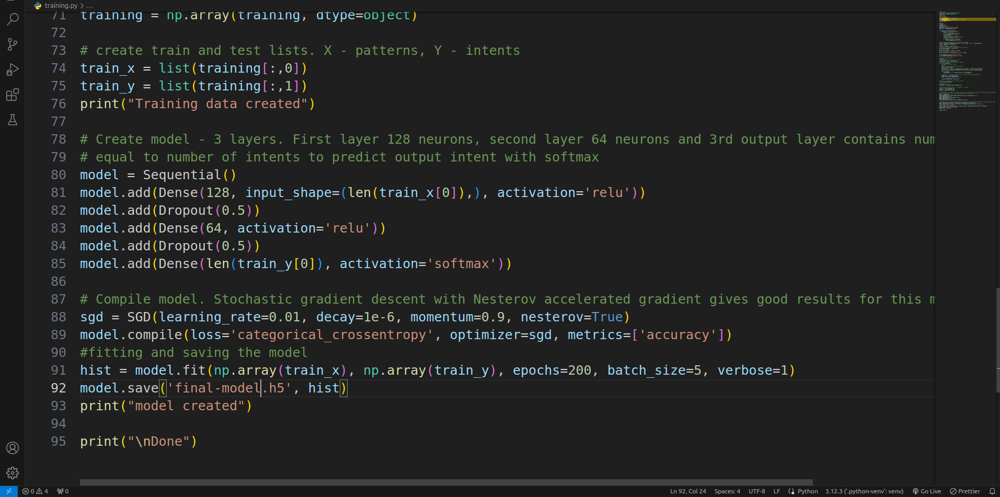 training.py > ...
71 training = np.array(training, dtype=object)
72
73 # create train and test lists. X - patterns, Y - intents
74 train_x = list(training[:,0])
75 train_y = list(training[:,1])
76 print("Training data created")
77
78 # Create model - 3 layers. First layer 128 neurons, second layer 64 neurons and 3rd output layer contains num
79 # equal to number of intents to predict output intent with softmax
80 model = Sequential()
81 model.add(Dense(128, input_shape=(len(train_x[0]),), activation='relu'))
82 model.add(Dropout(0.5))
83 model.add(Dense(64, activation='relu'))
84 model.add(Dropout(0.5))
85 model.add(Dense(len(train_y[0]), activation='softmax'))
86
87 # Compile model. Stochastic gradient descent with Nesterov accelerated gradient gives good results for this m
88 sgd = SGD(learning_rate=0.01, decay=1e-6, momentum=0.9, nesterov=True)
89 model.compile(loss='categorical_crossentropy', optimizer=sgd, metrics=['accuracy'])
90 #fitting and saving the model
91 hist = model.fit(np.array(train_x), np.array(train_y), epochs=200, batch_size=5, verbose=1)
92 model.save('final-model.h5', hist)
93 print("model created")
94
95 print("\nDone")
0 4 0 Ln 92, Col 24 Spaces: 4 UTF-8 LF Python 3.12.3 ('.python-venv': venv) Go Live Prettier